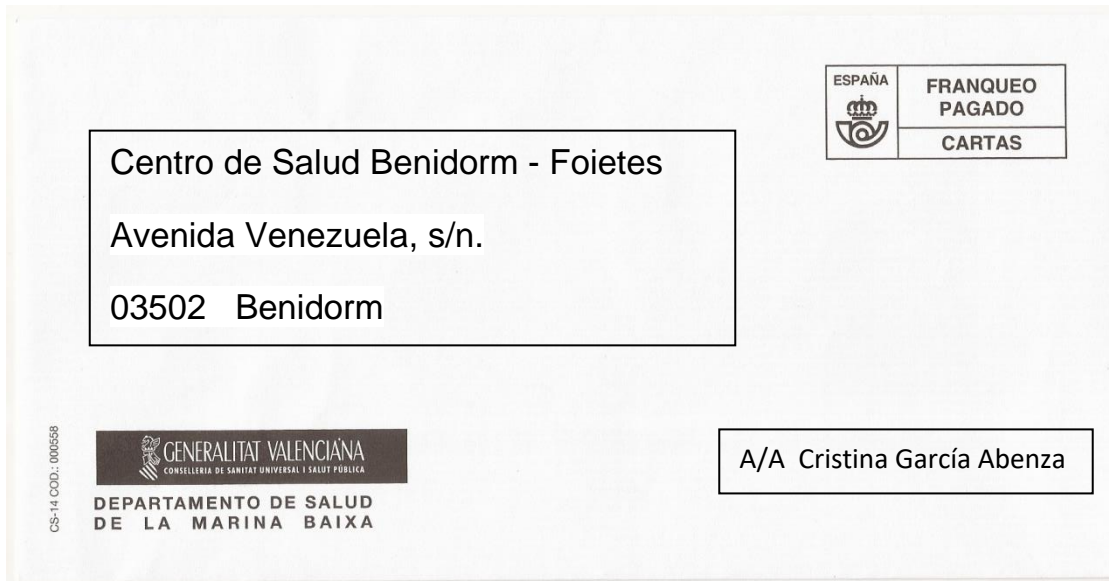 ESPAÑA
FRANQUEO
PAGADO
CARTAS
Centro de Salud Benidorm - Foietes
Avenida Venezuela, s/n.
03502 Benidorm
CS-14 COD.: 000558
GENERALITAT VALENCIANA
CONSELLERIA DE SANITAT UNIVERSAL I SALUT PÚBLICA
DEPARTAMENTO DE SALUD
DE LA MARINA BAIXA
A/A Cristina García Abenza